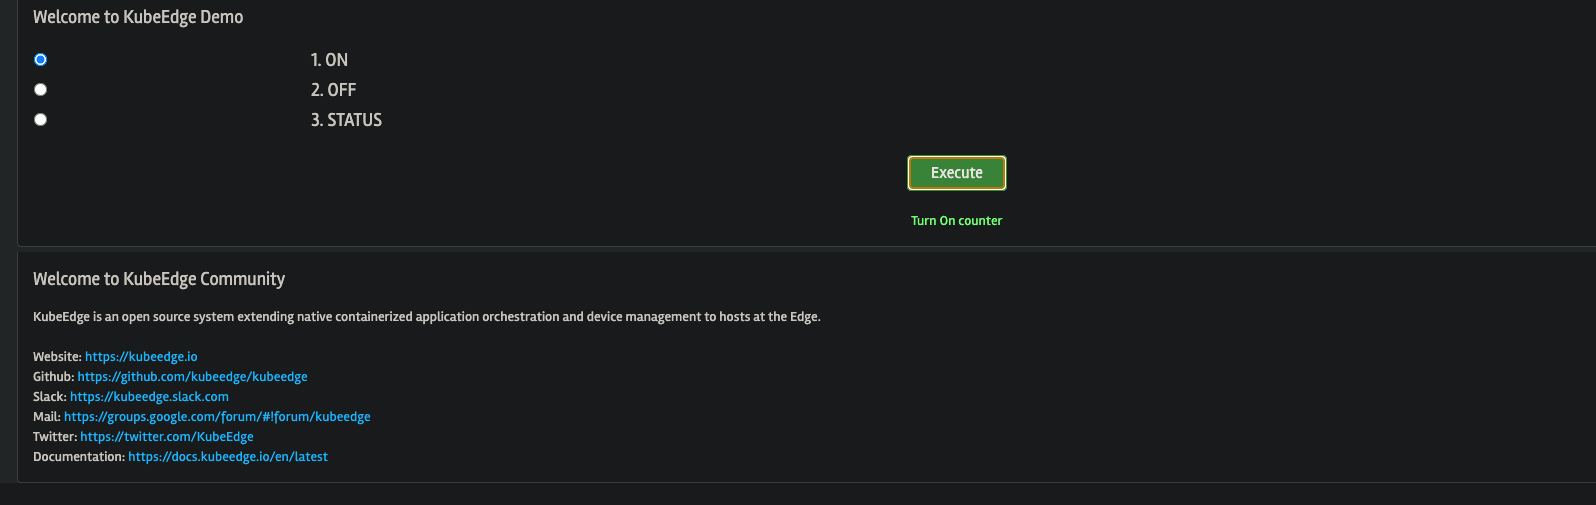 Welcome to KubeEdge Demo
1. ON
2. OFF
3. STATUS
Execute
Turn On counter
Welcome to KubeEdge Community
KubeEdge is an open source system extending native containerized application orchestration and device management to hosts at the Edge.
Website: https://kubeedge.io
Github: https://github.com/kubeedge/kubeedge
Slack: https://kubeedge.slack.com
Mail: https://groups.google.com/forum/#!forum/kubeedge
Twitter: https://twitter.com/KubeEdge
Documentation: https://docs.kubeedge.io/en/latest